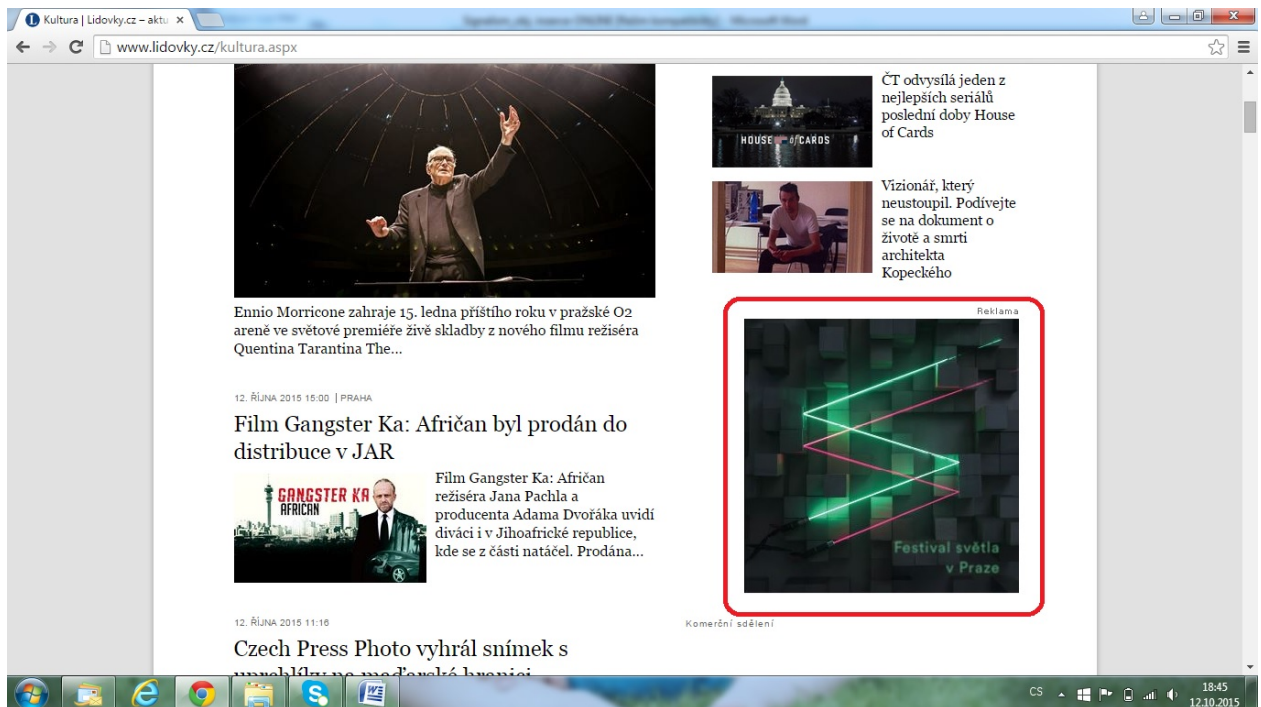 Kultura | Lidovky.cz – aktu
www.lidovky.cz/kultura.aspx
Ennio Morricone zahraje 15. ledna příštího roku v pražské O2
areně ve světové premiéře živě skladby z nového filmu režiséra
Quentina Tarantina The...
12. ŘÍJNA 2015 15:00 | PRAHA
Film Gangster Ka: Afričan byl prodán do
distribuce v JAR
GANGSTER KA
AFRIČAN
Film Gangster Ka: Afričan
režiséra Jana Pachla a
producenta Adama Dvořáka uvidí
diváci i v Jihoafrické republice,
kde se z části natáčel. Prodána...
12. ŘÍJNA 2015 11:16
Czech Press Photo vyhrál snímek s
uprchlíky na maďarské hranici
HOUSE of CARDS
ČT odvysílá jeden z
nejlepších seriálů
poslední doby House
of Cards
Vizionář, který
neustoupil. Podívejte
se na dokument o
životě a smrti
architekta
Kopeckého
Reklama
Festival světla
v Praze
Komerční sdělení
CS
18:45
12.10.2015